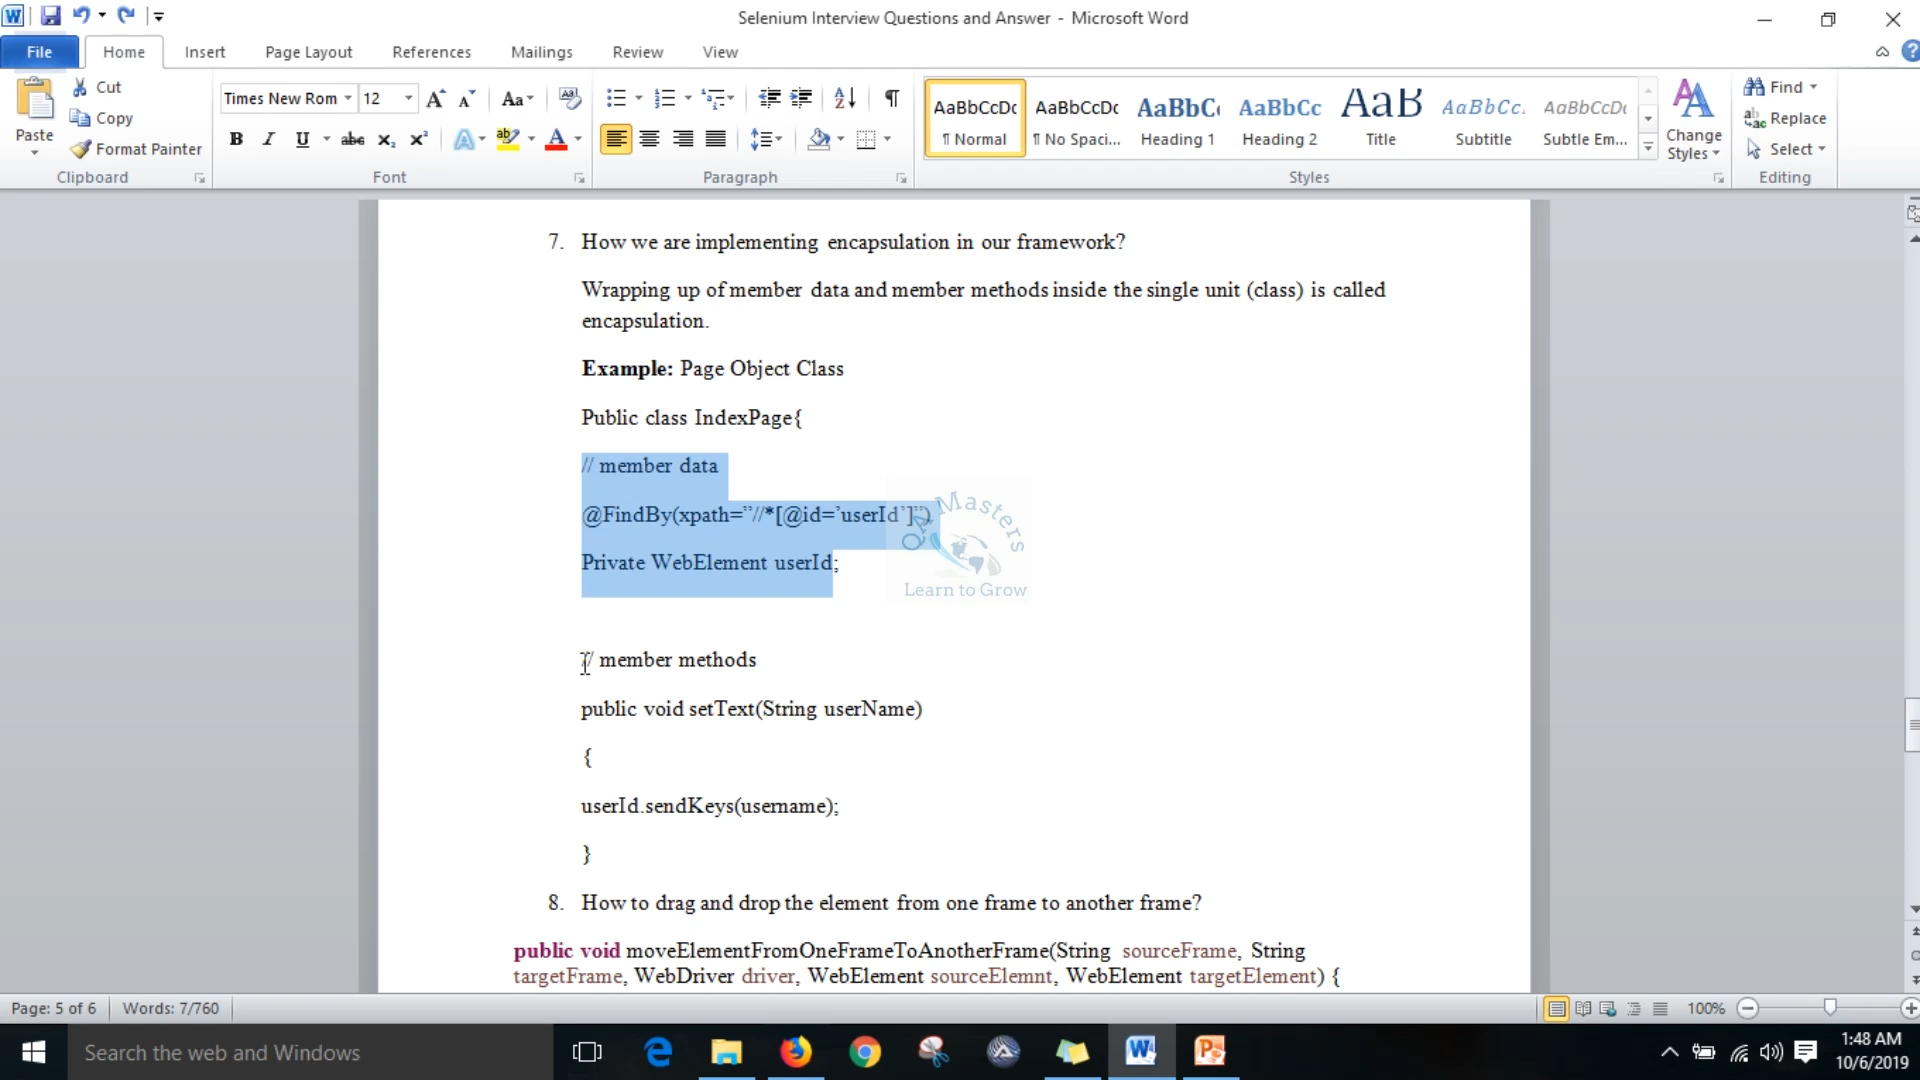 Selenium Interview Questions and Answer - Microsoft Word
File Home Insert Page Layout References Mailings Review View
Paste
Cut
Copy
Format Painter
Clipboard
Times New Rom 12
Font
Paragraph
AaBbCcDc AaBbCcDc AaBbC AaBbCc AaB AaBbCc. AaBbCcDc
¶ Normal ¶ No Spaci... Heading 1 Heading 2 Title Subtitle Subtle Em...
Change Styles
Styles
Find
Replace
Select
Editing
7. How we are implementing encapsulation in our framework?
Wrapping up of member data and member methods inside the single unit (class) is called
encapsulation.
Example: Page Object Class
Public class IndexPage{
// member data
@FindBy(xpath=”//*[@id=’userId’]”)
Private WebElement userId;
QA Masters
Learn to Grow
// member methods
public void setText(String userName)
{
userId.sendKeys(username);
}
8. How to drag and drop the element from one frame to another frame?
public void moveElementFromOneFrameToAnotherFrame(String sourceFrame, String
targetFrame, WebDriver driver, WebElement sourceElemnt, WebElement targetElement) {
Page: 5 of 6 Words: 7/760 100%
Search the web and Windows
1:48 AM
10/6/2019